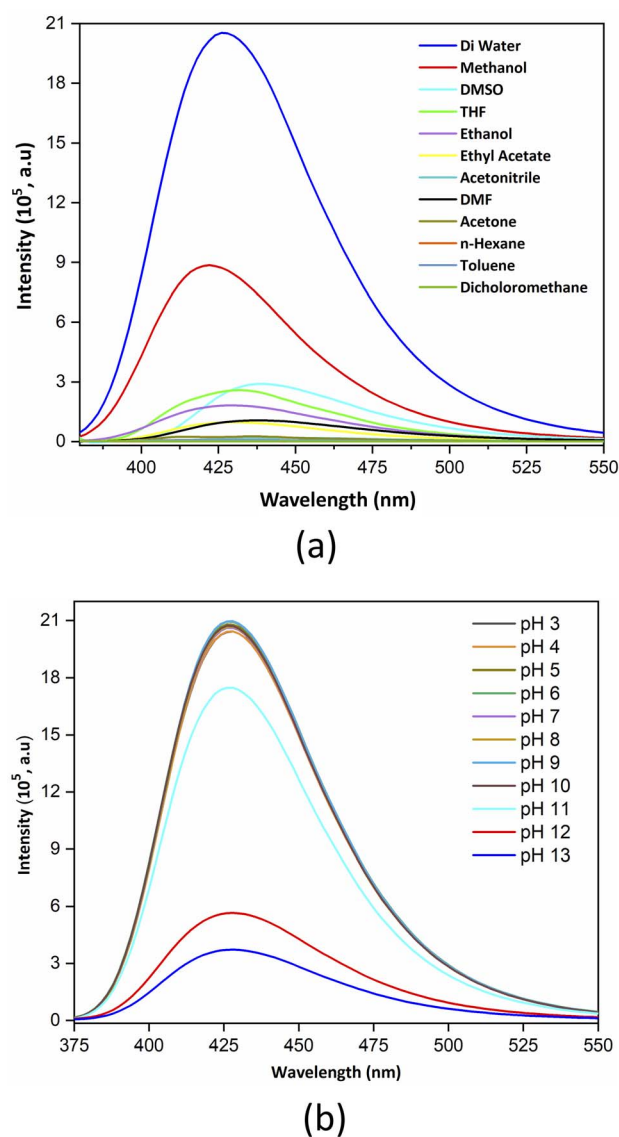 21
18
15
12
9
6
3
0
Intensity (10⁵, a.u)
Di Water
Methanol
DMSO
THF
Ethanol
Ethyl Acetate
Acetonitrile
DMF
Acetone
n-Hexane
Toluene
Dicholoromethane
400 425 450 475 500 525 550
Wavelength (nm)
(a)
21
18
15
12
9
6
3
0
Intensity (10⁵, a.u)
pH 3
pH 4
pH 5
pH 6
pH 7
pH 8
pH 9
pH 10
pH 11
pH 12
pH 13
375 400 425 450 475 500 525 550
Wavelength (nm)
(b)